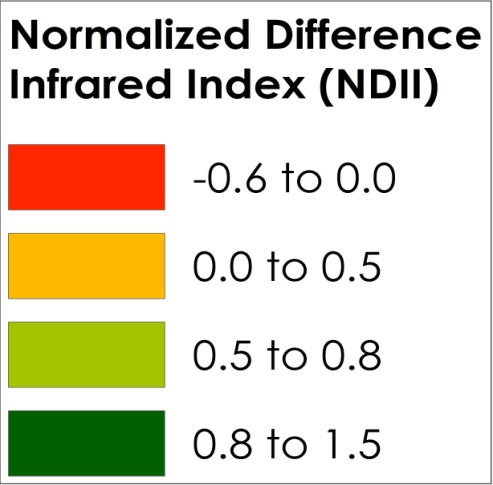 Normalized Difference
Infrared Index (NDII)
-0.6 to 0.0
0.0 to 0.5
0.5 to 0.8
0.8 to 1.5